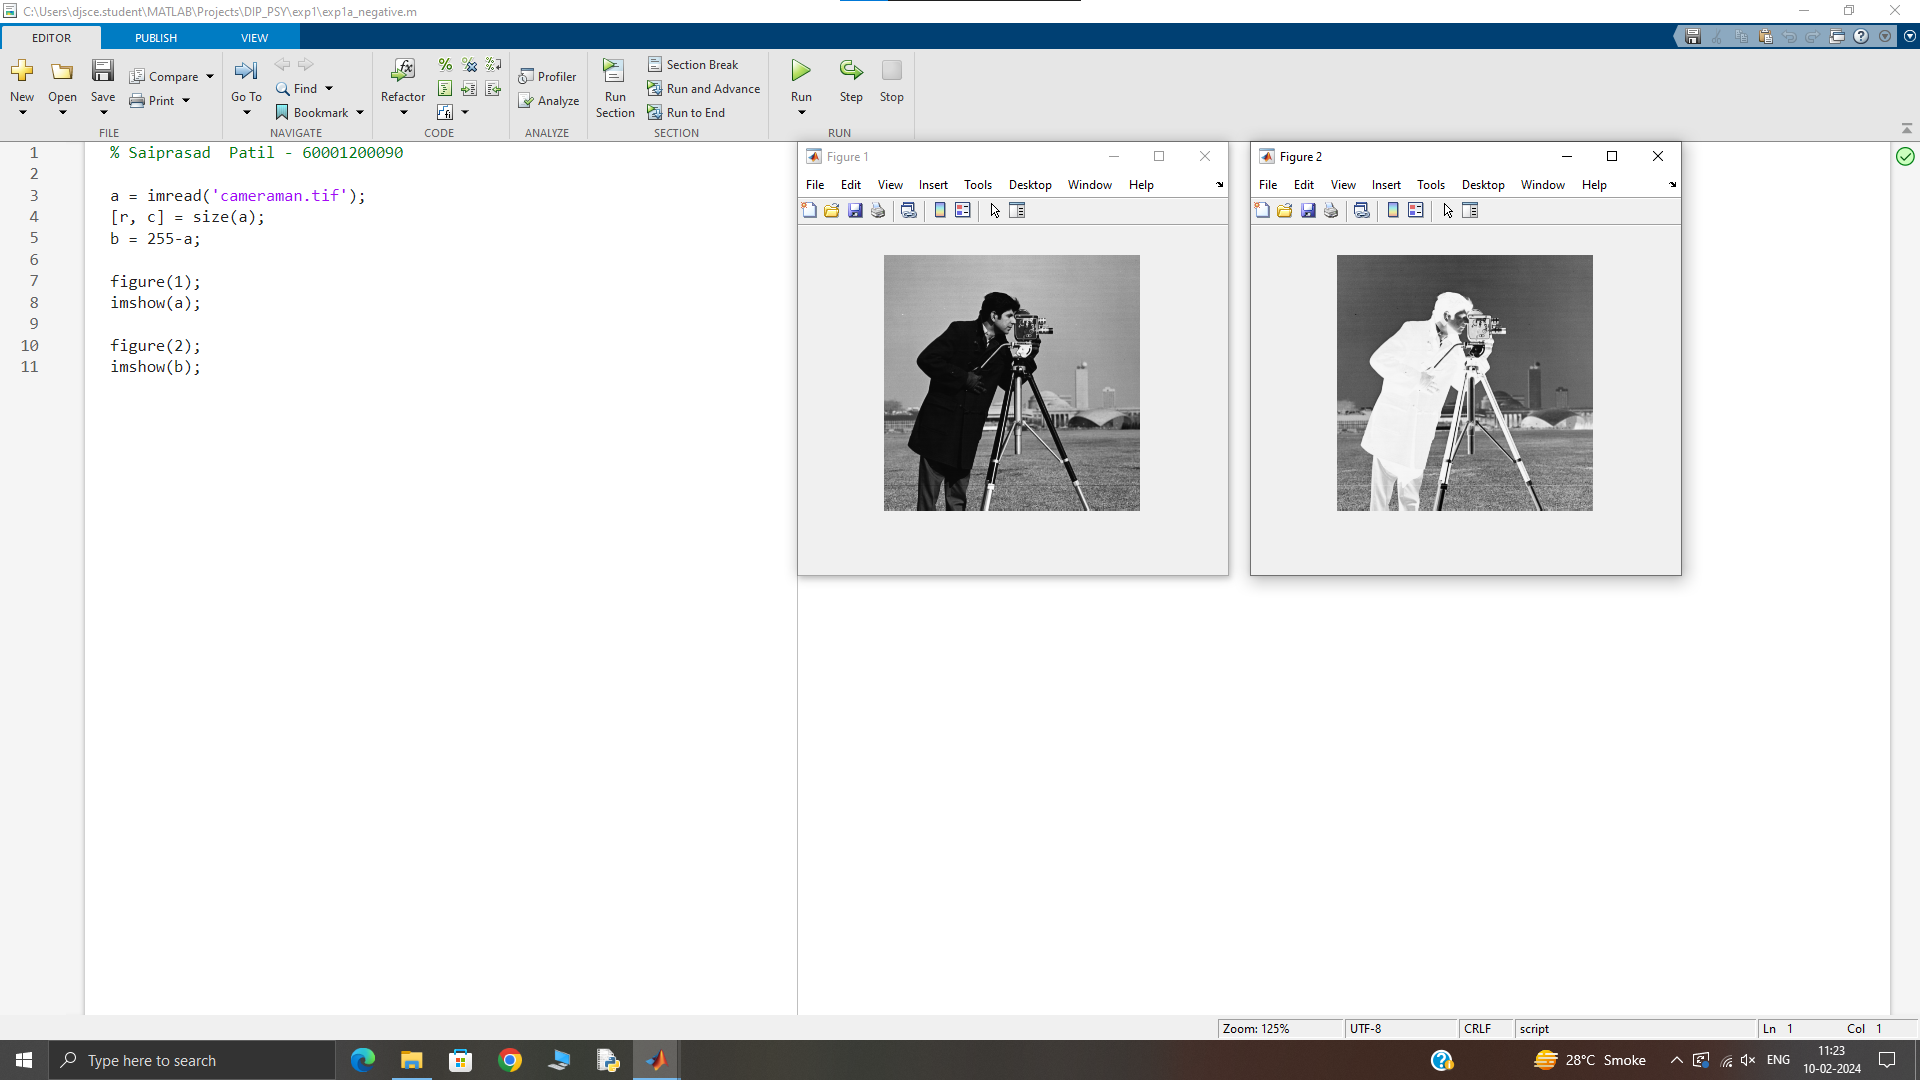 C:\Users\djsce.student\MATLAB\Projects\DIP_PSY\exp1\exp1a_negative.m
EDITOR PUBLISH VIEW
New Open Save Compare Print
FILE
Go To Find Bookmark
NAVIGATE
Refactor
CODE
Profiler
Analyze
ANALYZE
Run Section
Section Break
Run and Advance
Run to End
SECTION
Run Step Stop
RUN
1 % Saiprasad  Patil - 60001200090
2
3 a = imread('cameraman.tif');
4 [r, c] = size(a);
5 b = 255-a;
6
7 figure(1);
8 imshow(a);
9
10 figure(2);
11 imshow(b);
Figure 1
File Edit View Insert Tools Desktop Window Help
Figure 2
File Edit View Insert Tools Desktop Window Help
Zoom: 125% UTF-8 CRLF script Ln 1 Col 1
Type here to search
28°C Smoke
ENG
11:23
10-02-2024